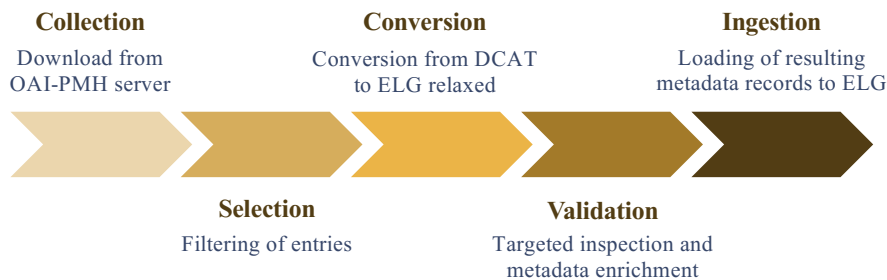 Collection
Download from
OAI-PMH server
Selection
Filtering of entries
Conversion
Conversion from DCAT
to ELG relaxed
Validation
Targeted inspection and
metadata enrichment
Ingestion
Loading of resulting
metadata records to ELG